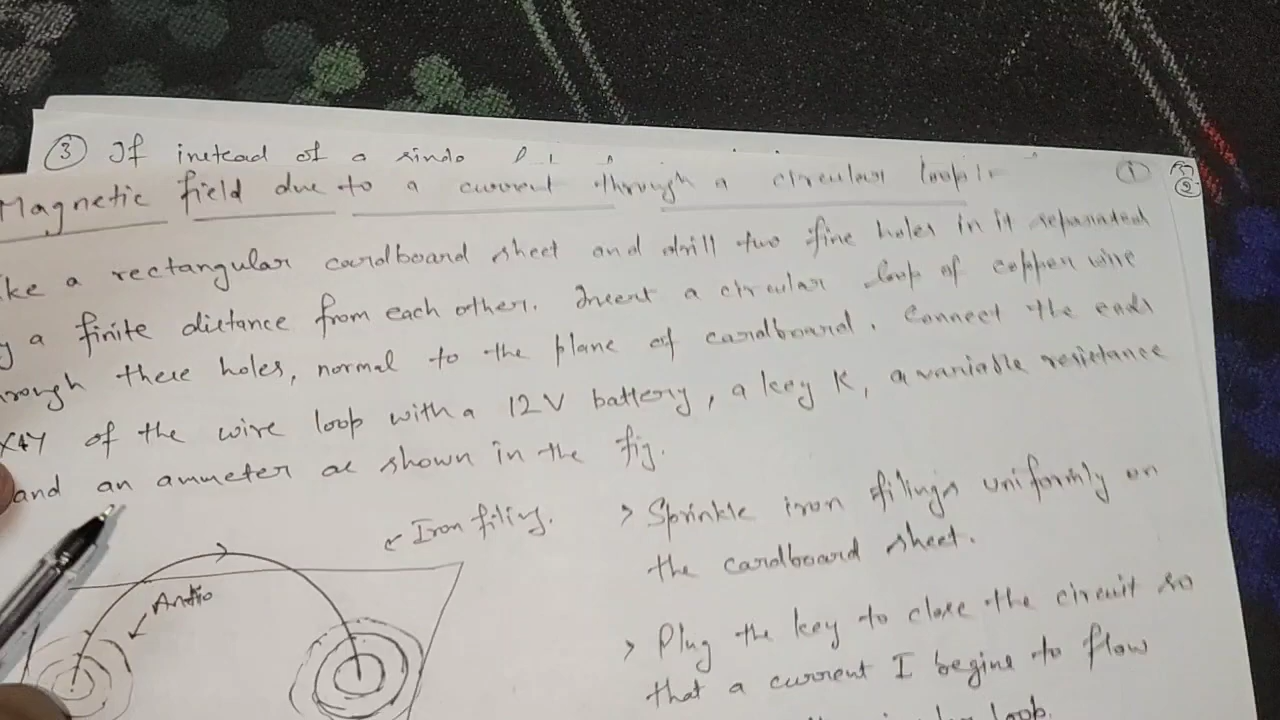 ③ If instead of a
Magnetic field due to a current through a circular loop :- ①
②
ke a rectangular cardboard sheet and drill two fine holes in it separated
y a finite distance from each other. Insert a circular loop of copper wire
hrough these holes, normal to the plane of cardboard. Connect the ends
X&Y of the wire loop with a 12V battery, a key K, a variable resistance
and an ammeter as shown in the fig.
Iron filing.
> Sprinkle iron filings uniformly on
the cardboard sheet.
> Plug the key to close the circuit so
that a current I begins to flow
loop.